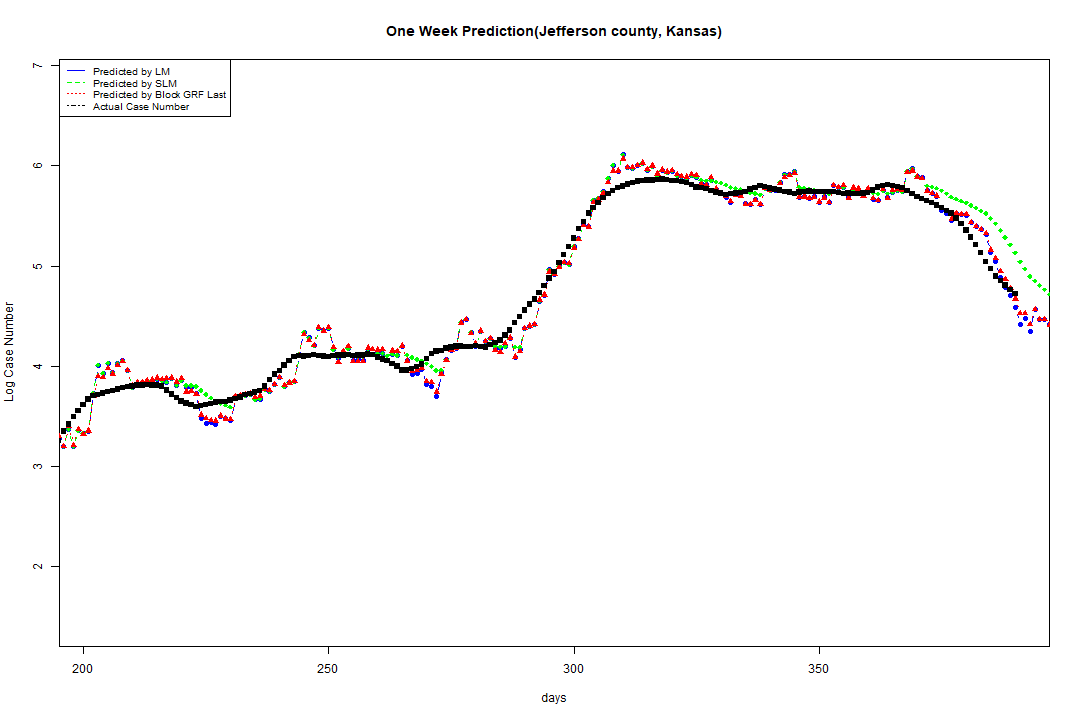 One Week Prediction(Jefferson county, Kansas)
Predicted by LM
Predicted by SLM
Predicted by Block GRF Last
Actual Case Number
7
6
5
4
3
2
Log Case Number
200 250 300 350
days